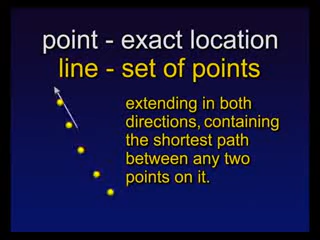 point - exact location
line - set of points
extending in both
directions, containing
the shortest path
between any two
points on it.